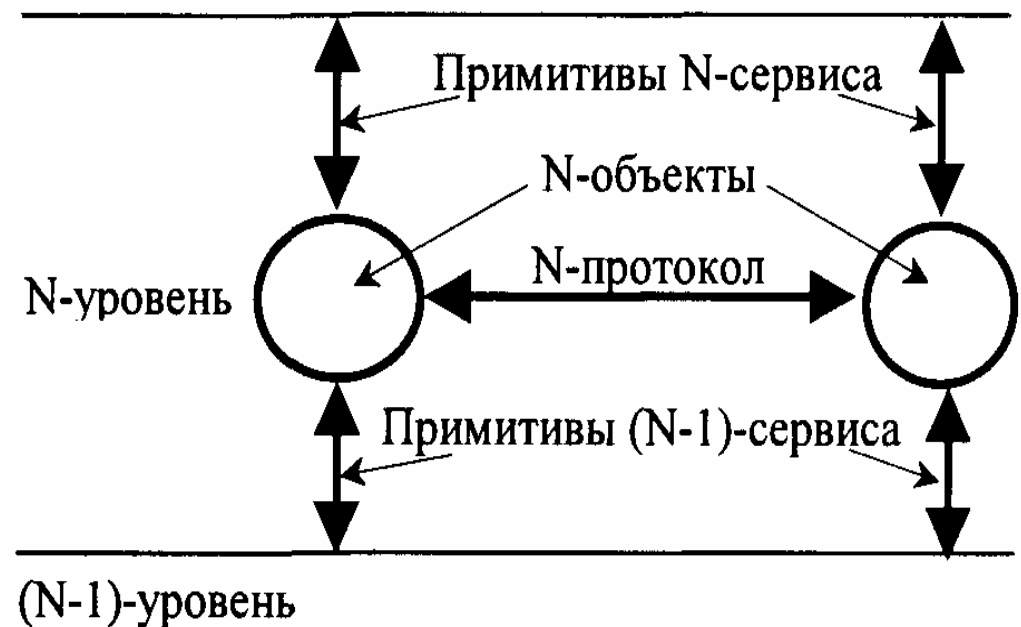 Примитивы N-сервиса
N-объекты
N-протокол
N-уровень
Примитивы (N-1)-сервиса
(N-1)-уровень